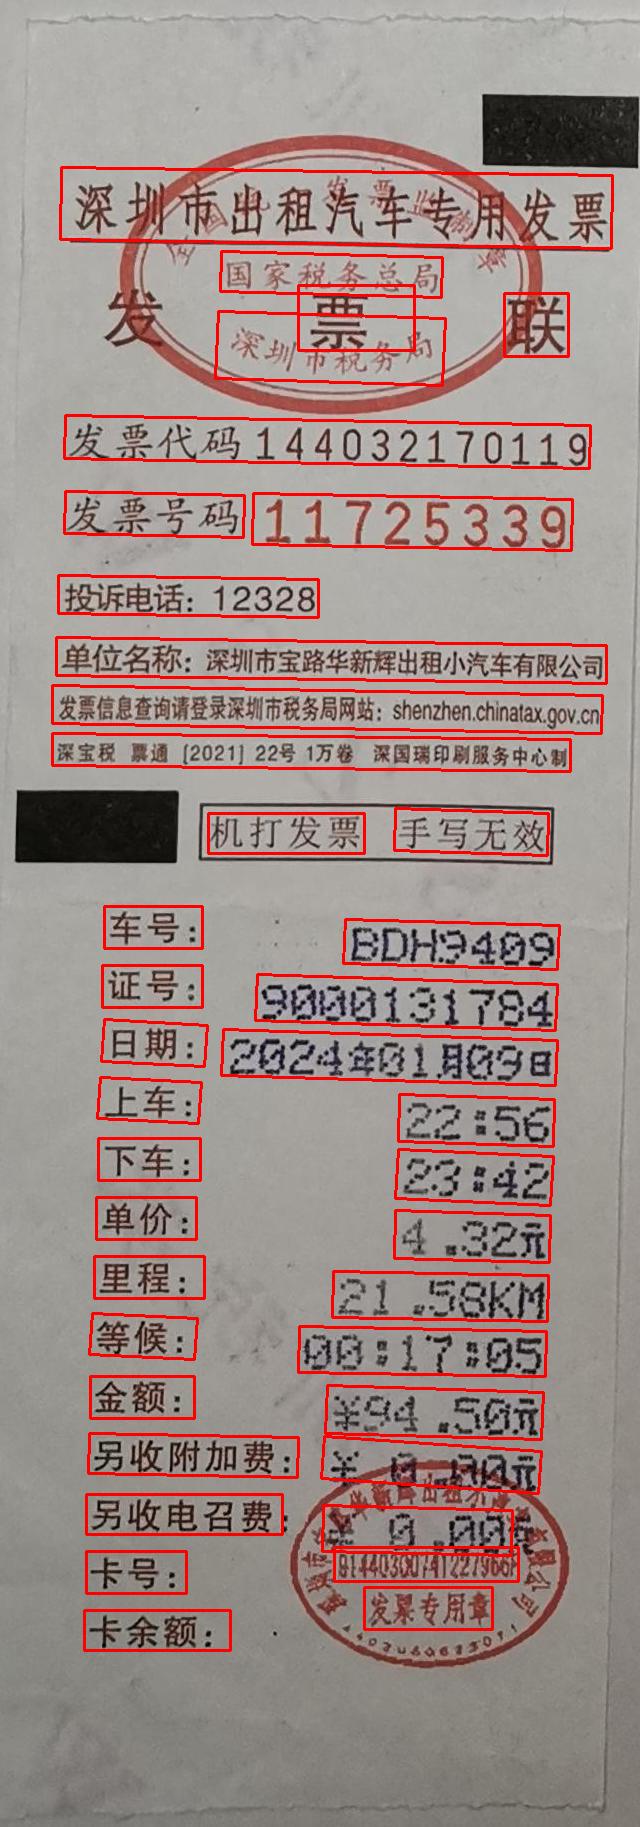 深圳市出租汽车专用发票
国家税务总局
发票联
深圳市税务局
发票代码 144032170119
发票号码 11725339
投诉电话：12328
单位名称：深圳市宝路华新辉出租小汽车有限公司
发票信息查询请登录深圳市税务局网站：shenzhen.chinatax.gov.cn
深宝税 票通 [2021] 22号 1万卷 深国瑞印刷服务中心制
机打发票 手写无效
车号： BDH9409
证号： 9000131784
日期： 2024年01月09日
上车： 22:56
下车： 23:42
单价： 4.32元
里程： 21.58KM
等候： 00:17:05
金额： ¥94.50元
另收附加费： ¥ 0.00元
另收电召费： ¥ 0.00元
卡号：
发票专用章
卡余额：